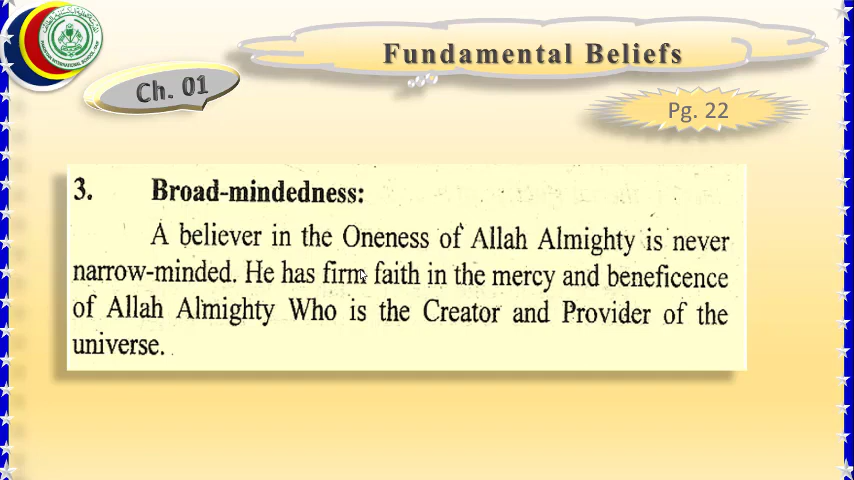 Fundamental Beliefs
Ch. 01
Pg. 22
3. Broad-mindedness:
A believer in the Oneness of Allah Almighty is never
narrow-minded. He has firm faith in the mercy and beneficence
of Allah Almighty Who is the Creator and Provider of the
universe.